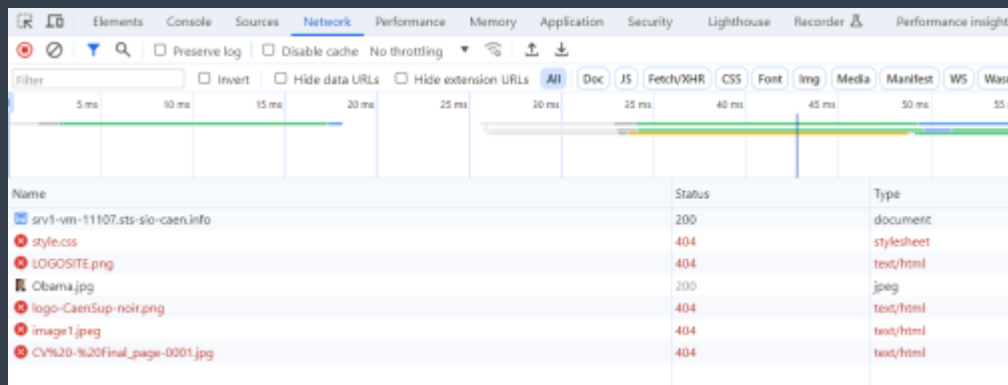 Elements Console Sources Network Performance Memory Application Security Lighthouse Recorder Performance insight
Preserve log Disable cache No throttling
Filter Invert Hide data URLs Hide extension URLs All Doc JS Fetch/XHR CSS Font Img Media Manifest WS Was
5 ms 10 ms 15 ms 20 ms 25 ms 30 ms 35 ms 40 ms 45 ms 50 ms 55
Name Status Type
srv1-vm-11107.sts-sio-caen.info 200 document
style.css 404 stylesheet
LOGOSITE.png 404 text/html
Obama.jpg 200 jpeg
logo-CaenSup-noir.png 404 text/html
image1.jpeg 404 text/html
CV%20-%20Final_page-0001.jpg 404 text/html